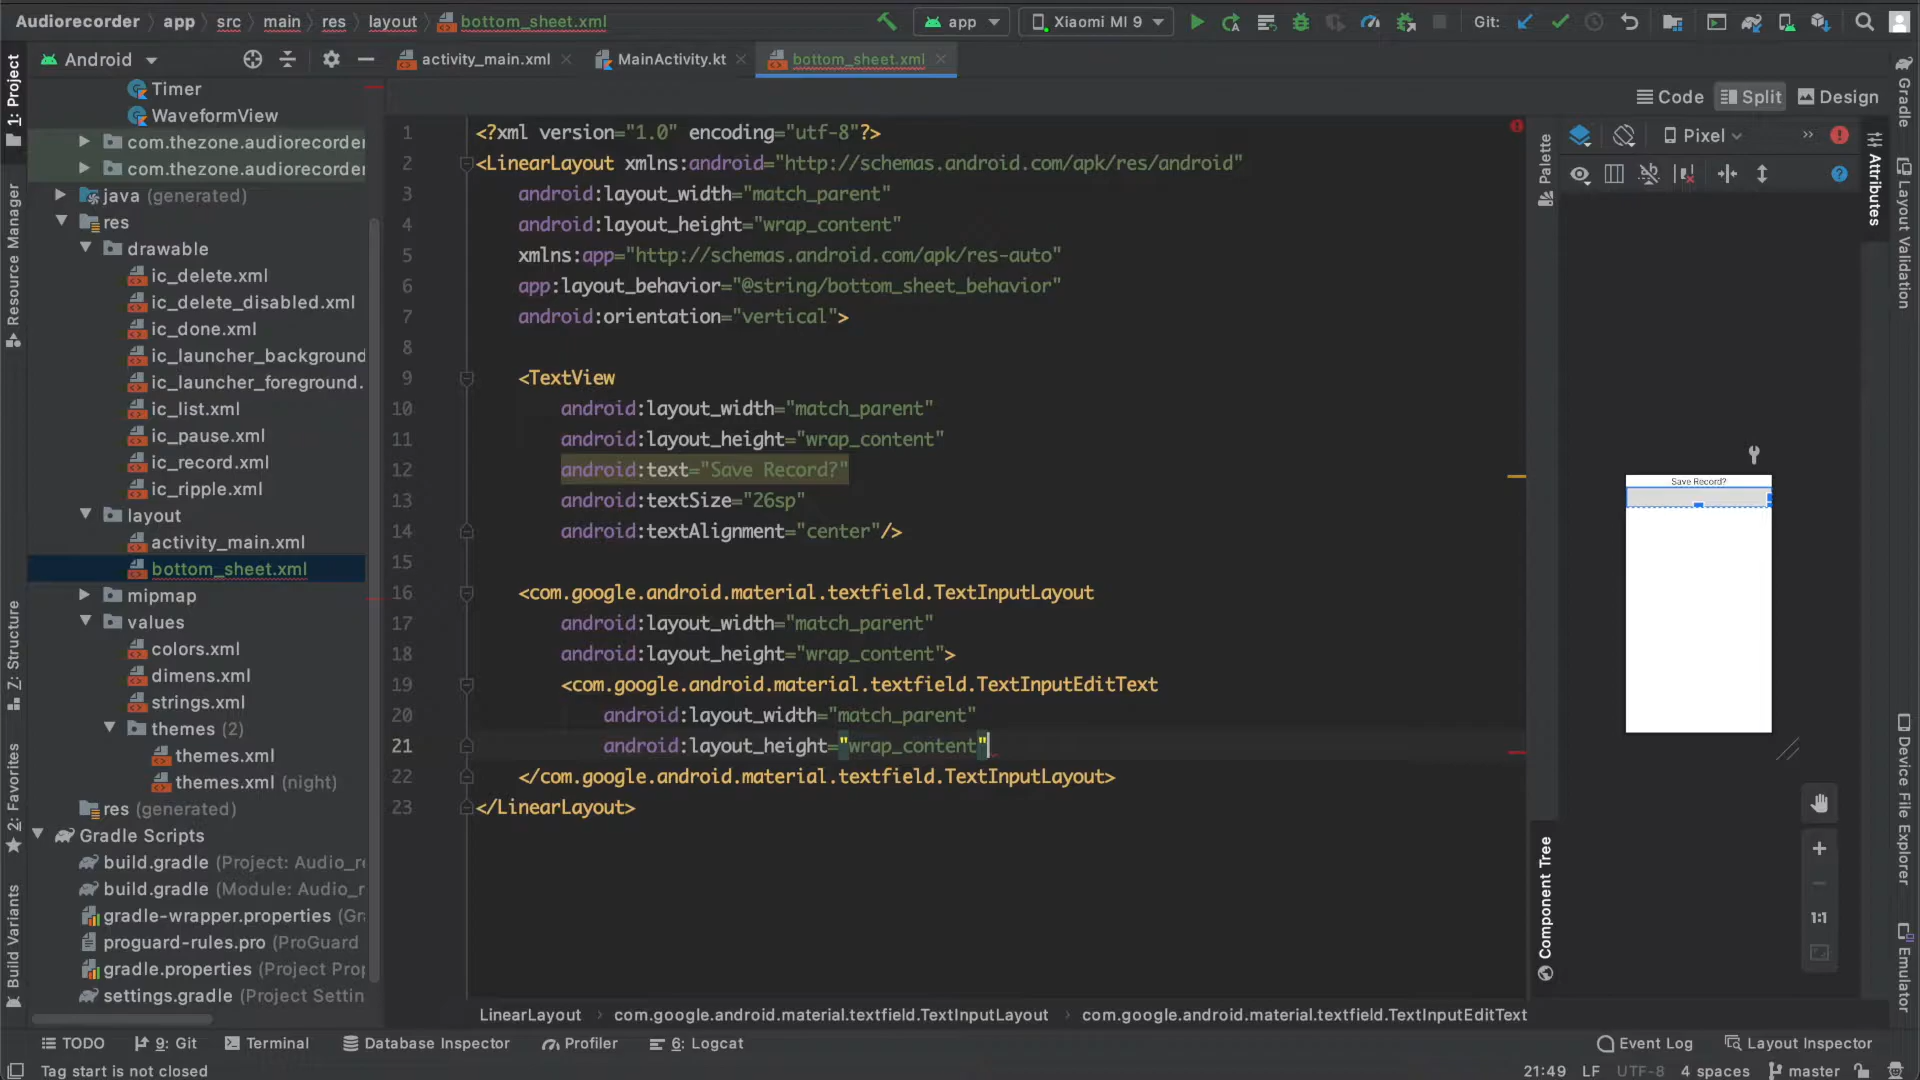 Audiorecorder app src main res layout bottom_sheet.xml app Xiaomi MI 9 Git:
Android activity_main.xml MainActivity.kt bottom_sheet.xml
Code Split Design
1: Project
Resource Manager
Z: Structure
2: Favorites
Build Variants
Timer
WaveformView
com.thezone.audiorecorder
com.thezone.audiorecorder
java (generated)
res
drawable
ic_delete.xml
ic_delete_disabled.xml
ic_done.xml
ic_launcher_background
ic_launcher_foreground.
ic_list.xml
ic_pause.xml
ic_record.xml
ic_ripple.xml
layout
activity_main.xml
bottom_sheet.xml
mipmap
values
colors.xml
dimens.xml
strings.xml
themes (2)
themes.xml
themes.xml (night)
res (generated)
Gradle Scripts
build.gradle (Project: Audio_re
build.gradle (Module: Audio_r
gradle-wrapper.properties (Gr
proguard-rules.pro (ProGuard
gradle.properties (Project Prop
settings.gradle (Project Settin
1 <?xml version="1.0" encoding="utf-8"?>
2 <LinearLayout xmlns:android="http://schemas.android.com/apk/res/android"
3 android:layout_width="match_parent"
4 android:layout_height="wrap_content"
5 xmlns:app="http://schemas.android.com/apk/res-auto"
6 app:layout_behavior="@string/bottom_sheet_behavior"
7 android:orientation="vertical">
8
9 <TextView
10 android:layout_width="match_parent"
11 android:layout_height="wrap_content"
12 android:text="Save Record?"
13 android:textSize="26sp"
14 android:textAlignment="center"/>
15
16 <com.google.android.material.textfield.TextInputLayout
17 android:layout_width="match_parent"
18 android:layout_height="wrap_content">
19 <com.google.android.material.textfield.TextInputEditText
20 android:layout_width="match_parent"
21 android:layout_height="wrap_content"
22 </com.google.android.material.textfield.TextInputLayout>
23 </LinearLayout>
Palette
Component Tree
Pixel
Save Record?
1:1
Attributes
Gradle
Layout Validation
Device File Explorer
Emulator
LinearLayout com.google.android.material.textfield.TextInputLayout com.google.android.material.textfield.TextInputEditText
TODO 9: Git Terminal Database Inspector Profiler 6: Logcat Event Log Layout Inspector
Tag start is not closed 21:49 LF UTF-8 4 spaces master